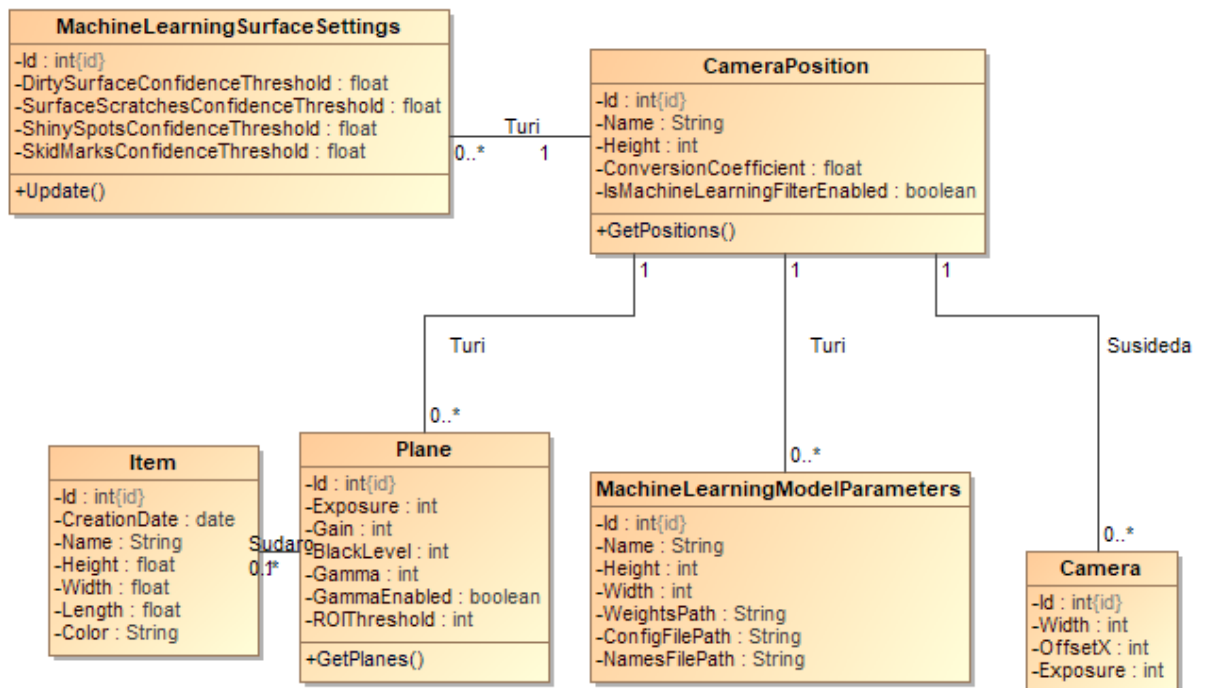 MachineLearningSurfaceSettings
-Id : int{id}
-DirtySurfaceConfidenceThreshold : float
-SurfaceScratchesConfidenceThreshold : float
-ShinySpotsConfidenceThreshold : float
-SkidMarksConfidenceThreshold : float
+Update()
Turi
0..*
1
CameraPosition
-Id : int{id}
-Name : String
-Height : int
-ConversionCoefficient : float
-IsMachineLearningFilterEnabled : boolean
+GetPositions()
1
1
1
Turi
Turi
Susideda
0..*
0..*
0..*
Item
-Id : int{id}
-CreationDate : date
-Name : String
-Height : float
-Width : float
-Length : float
-Color : String
Sudaro
Plane
-Id : int{id}
-Exposure : int
-Gain : int
-BlackLevel : int
-Gamma : int
-GammaEnabled : boolean
-ROIThreshold : int
+GetPlanes()
MachineLearningModelParameters
-Id : int{id}
-Name : String
-Height : int
-Width : int
-WeightsPath : String
-ConfigFilePath : String
-NamesFilePath : String
Camera
-Id : int{id}
-Width : int
-OffsetX : int
-Exposure : int